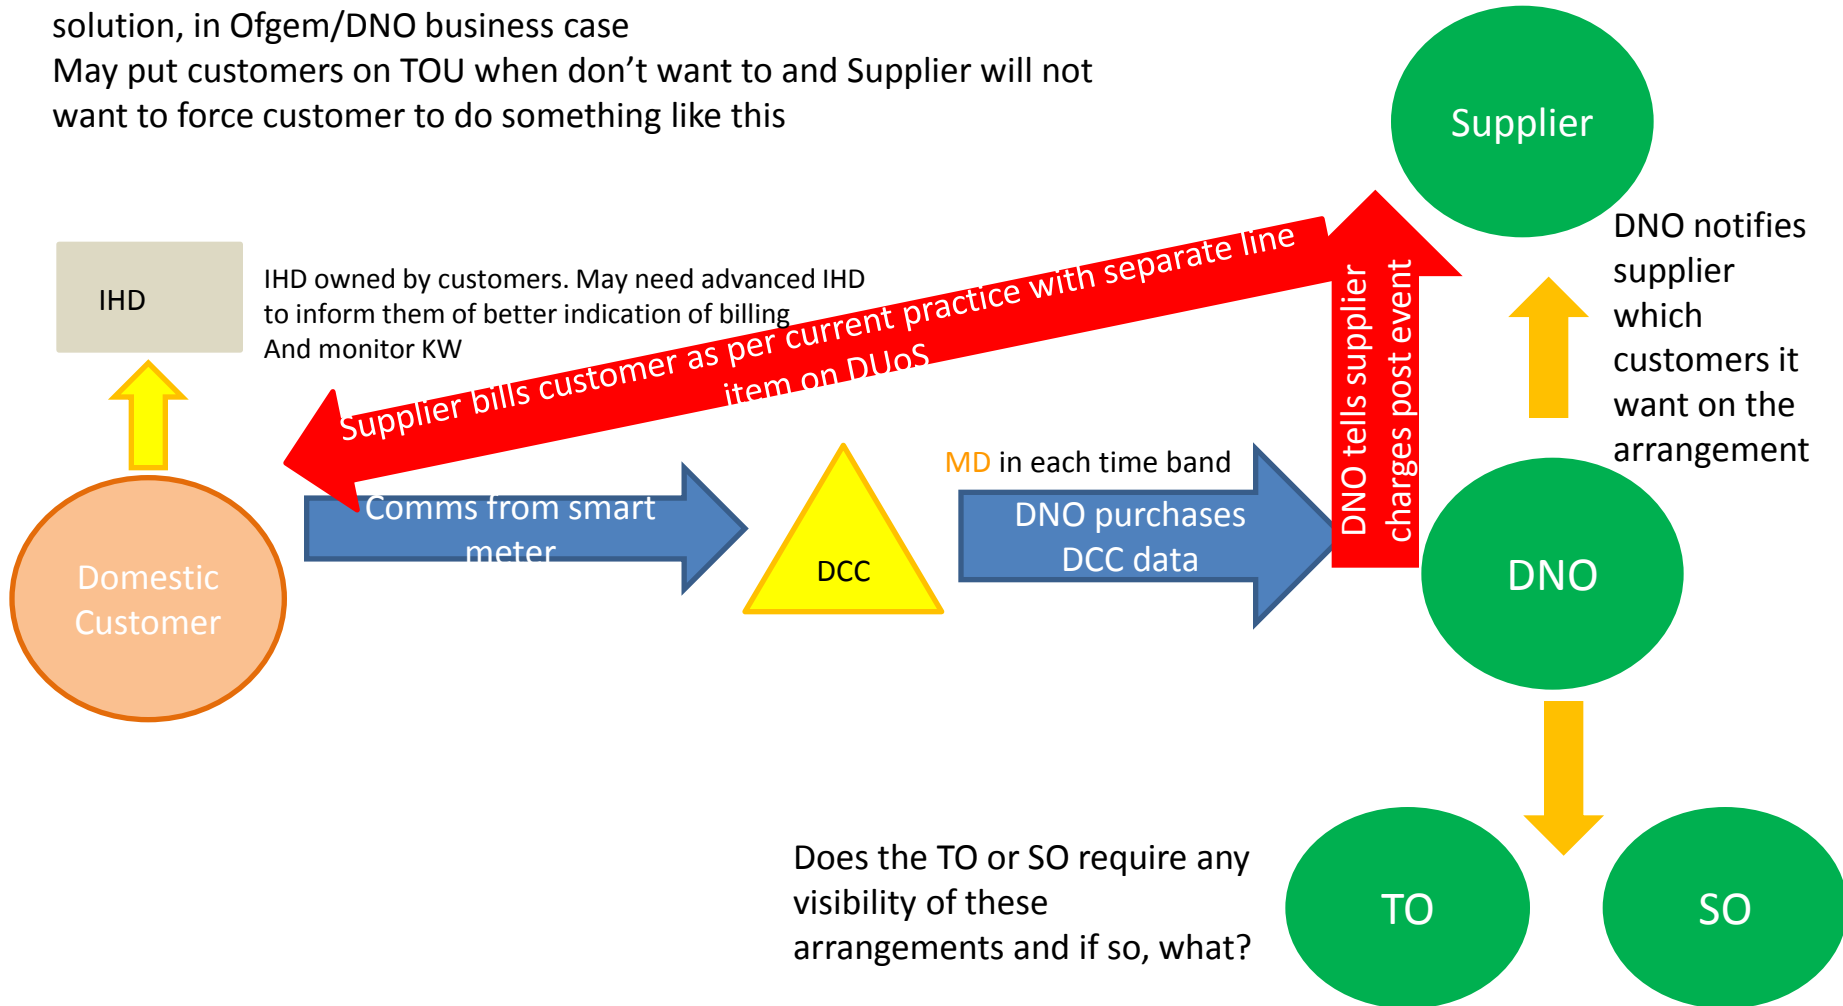 solution, in Ofgem/DNO business case
May put customers on TOU when don’t want to and Supplier will not
want to force customer to do something like this
Supplier
DNO notifies
supplier
which
customers it
want on the
arrangement
IHD
IHD owned by customers. May need advanced IHD
to inform them of better indication of billing
And monitor KW
Supplier bills customer as per current practice with separate line
item on DUoS
DNO tells supplier
charges post event
Comms from smart
meter
MD in each time band
DNO purchases
DCC data
DCC
Domestic
Customer
DNO
Does the TO or SO require any
visibility of these
arrangements and if so, what?
TO
SO